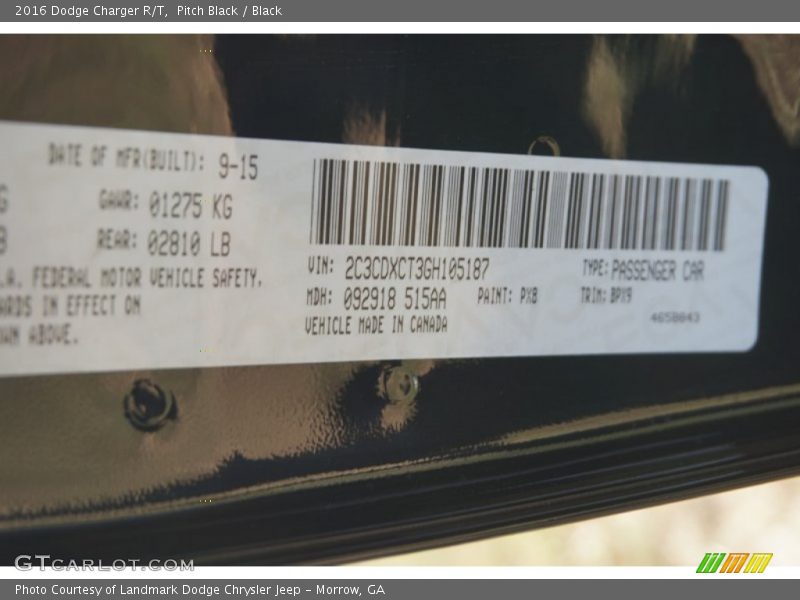 2016 Dodge Charger R/T,  Pitch Black / Black
DATE OF MFR(BUILT): 9-15
GAWR: 01275 KG
REAR: 02810 LB
.A. FEDERAL MOTOR VEHICLE SAFETY,
IN EFFECT ON
ABOVE.
VIN: 2C3CDXCT3GH105187
TYPE: PASSENGER CAR
MDH: 092918 515AA
PAINT: PX8
TRIM: BPX9
VEHICLE MADE IN CANADA
4658843
GTCARLOT.COM
Photo Courtesy of Landmark Dodge Chrysler Jeep – Morrow, GA